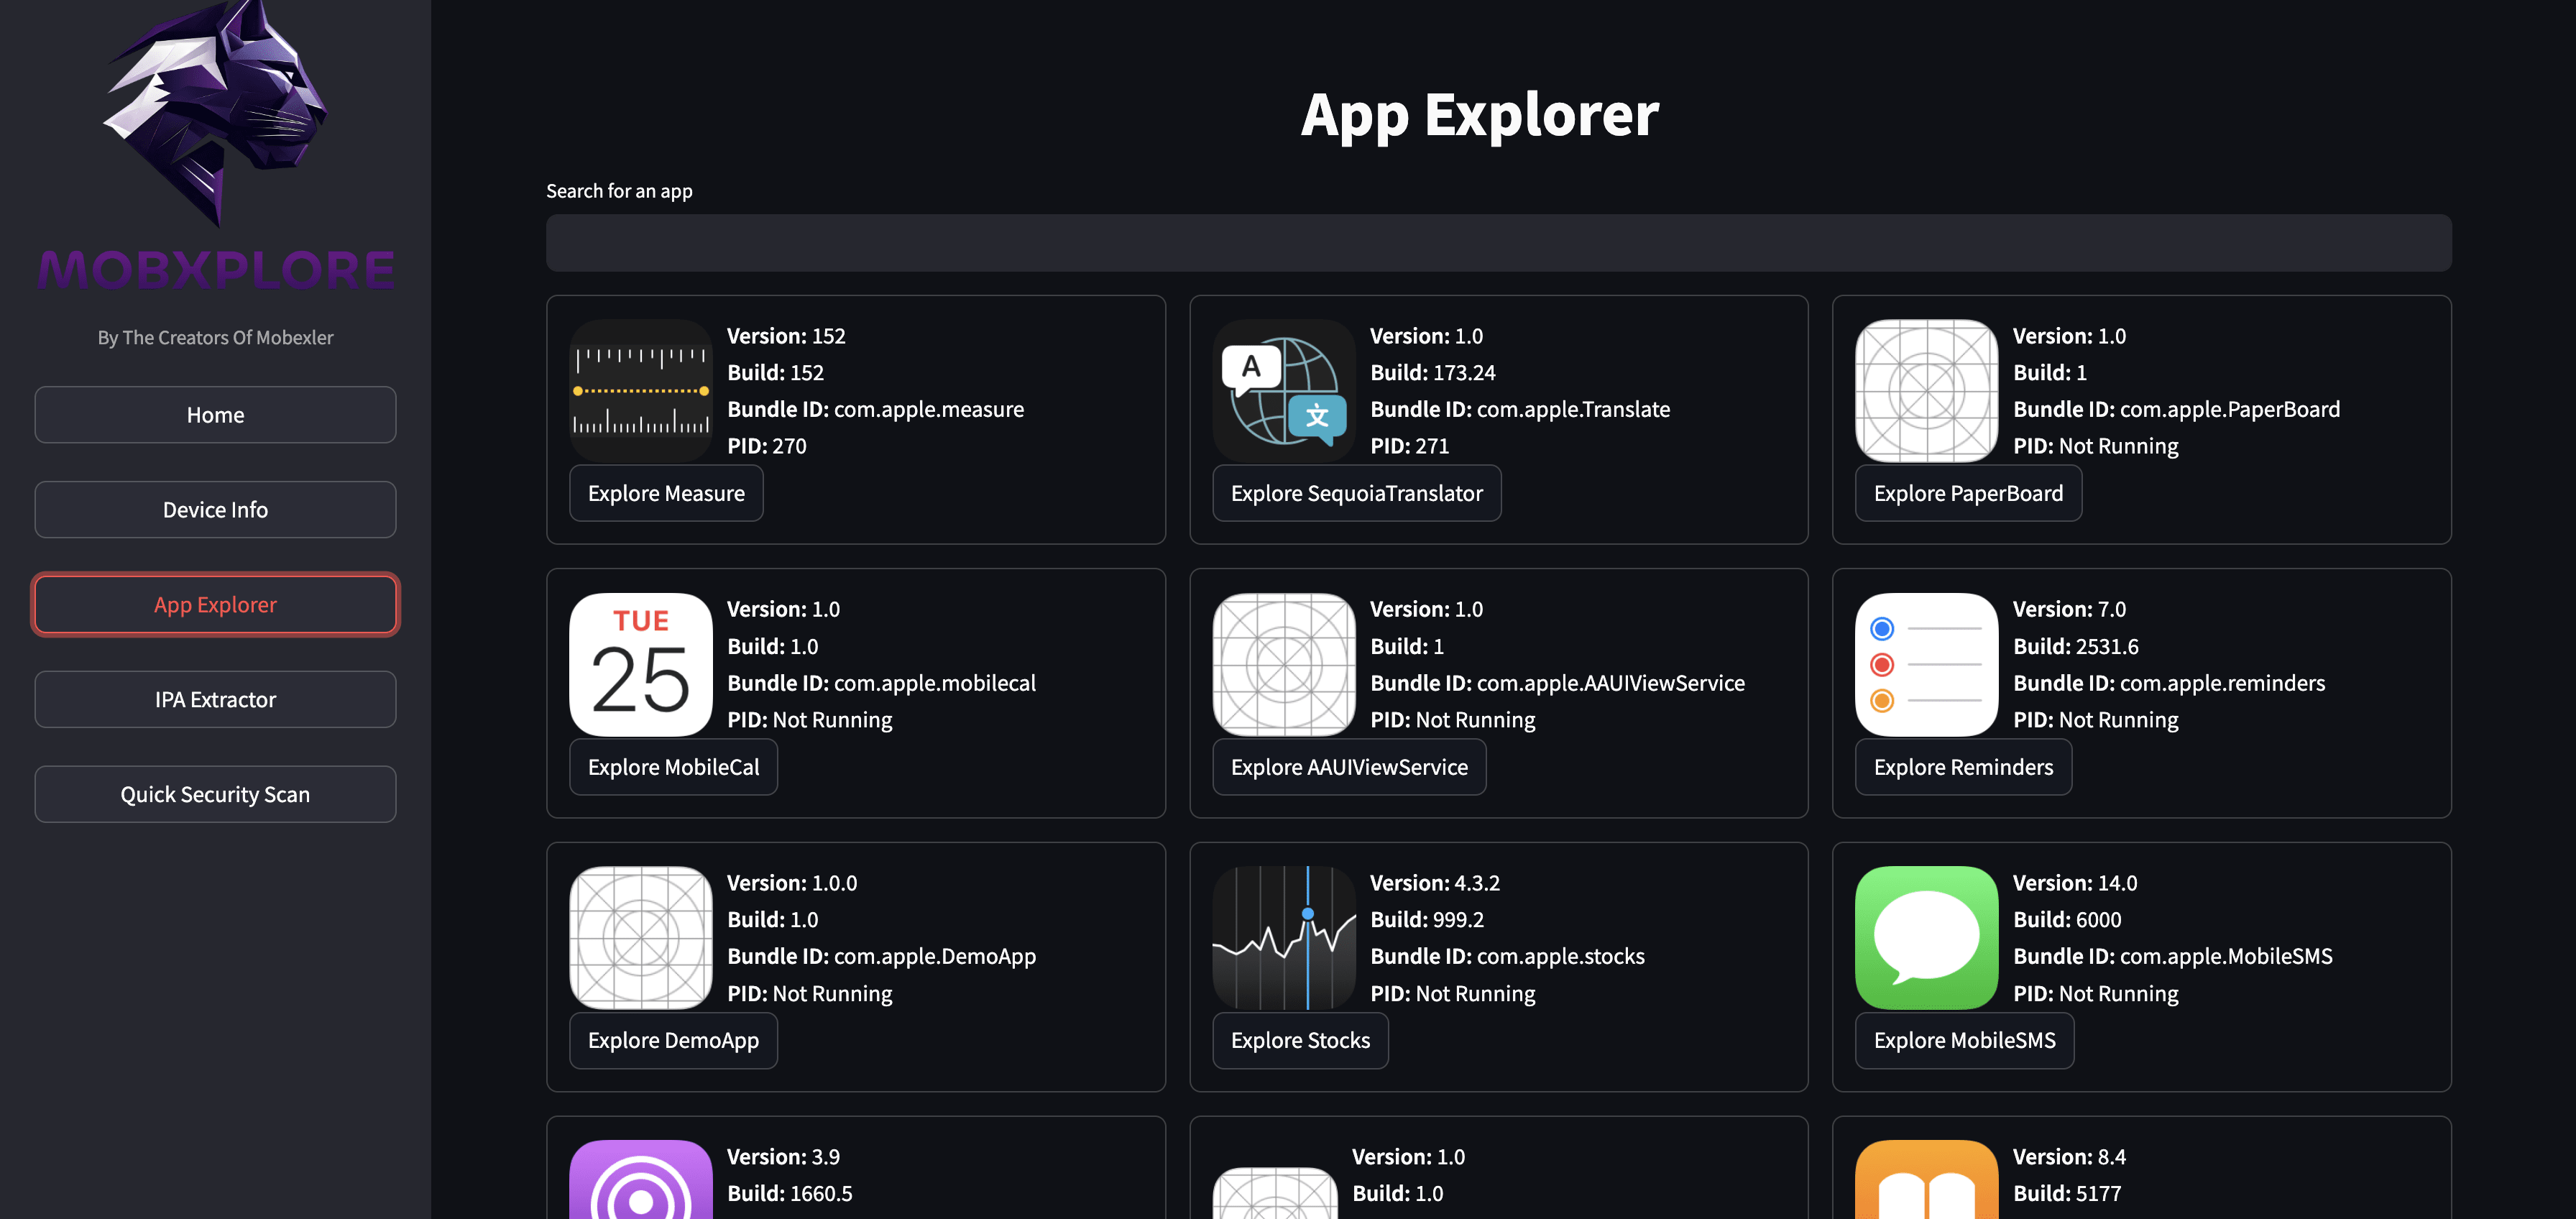 MOBXPLORE
By The Creators Of Mobexler
Home
Device Info
App Explorer
IPA Extractor
Quick Security Scan
App Explorer
Search for an app
Version: 152
Build: 152
Bundle ID: com.apple.measure
PID: 270
Explore Measure
A
文
Version: 1.0
Build: 173.24
Bundle ID: com.apple.Translate
PID: 271
Explore SequoiaTranslator
Version: 1.0
Build: 1
Bundle ID: com.apple.PaperBoard
PID: Not Running
Explore PaperBoard
TUE
25
Version: 1.0
Build: 1.0
Bundle ID: com.apple.mobilecal
PID: Not Running
Explore MobileCal
Version: 1.0
Build: 1
Bundle ID: com.apple.AAUIViewService
PID: Not Running
Explore AAUIViewService
Version: 7.0
Build: 2531.6
Bundle ID: com.apple.reminders
PID: Not Running
Explore Reminders
Version: 1.0.0
Build: 1.0
Bundle ID: com.apple.DemoApp
PID: Not Running
Explore DemoApp
Version: 4.3.2
Build: 999.2
Bundle ID: com.apple.stocks
PID: Not Running
Explore Stocks
Version: 14.0
Build: 6000
Bundle ID: com.apple.MobileSMS
PID: Not Running
Explore MobileSMS
Version: 3.9
Build: 1660.5
Version: 1.0
Build: 1.0
Version: 8.4
Build: 5177